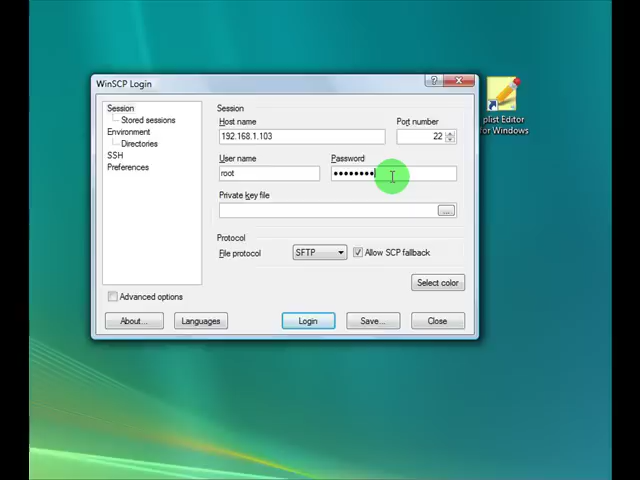 WinSCP Login
?
Session
Stored sessions
Environment
Directories
SSH
Preferences
Session
Host name
Port number
192.168.1.103
22
User name
Password
root
••••••••
Private key file
...
Protocol
File protocol
SFTP
Allow SCP fallback
Select color
Advanced options
About...
Languages
Login
Save...
Close
plist Editor
for Windows